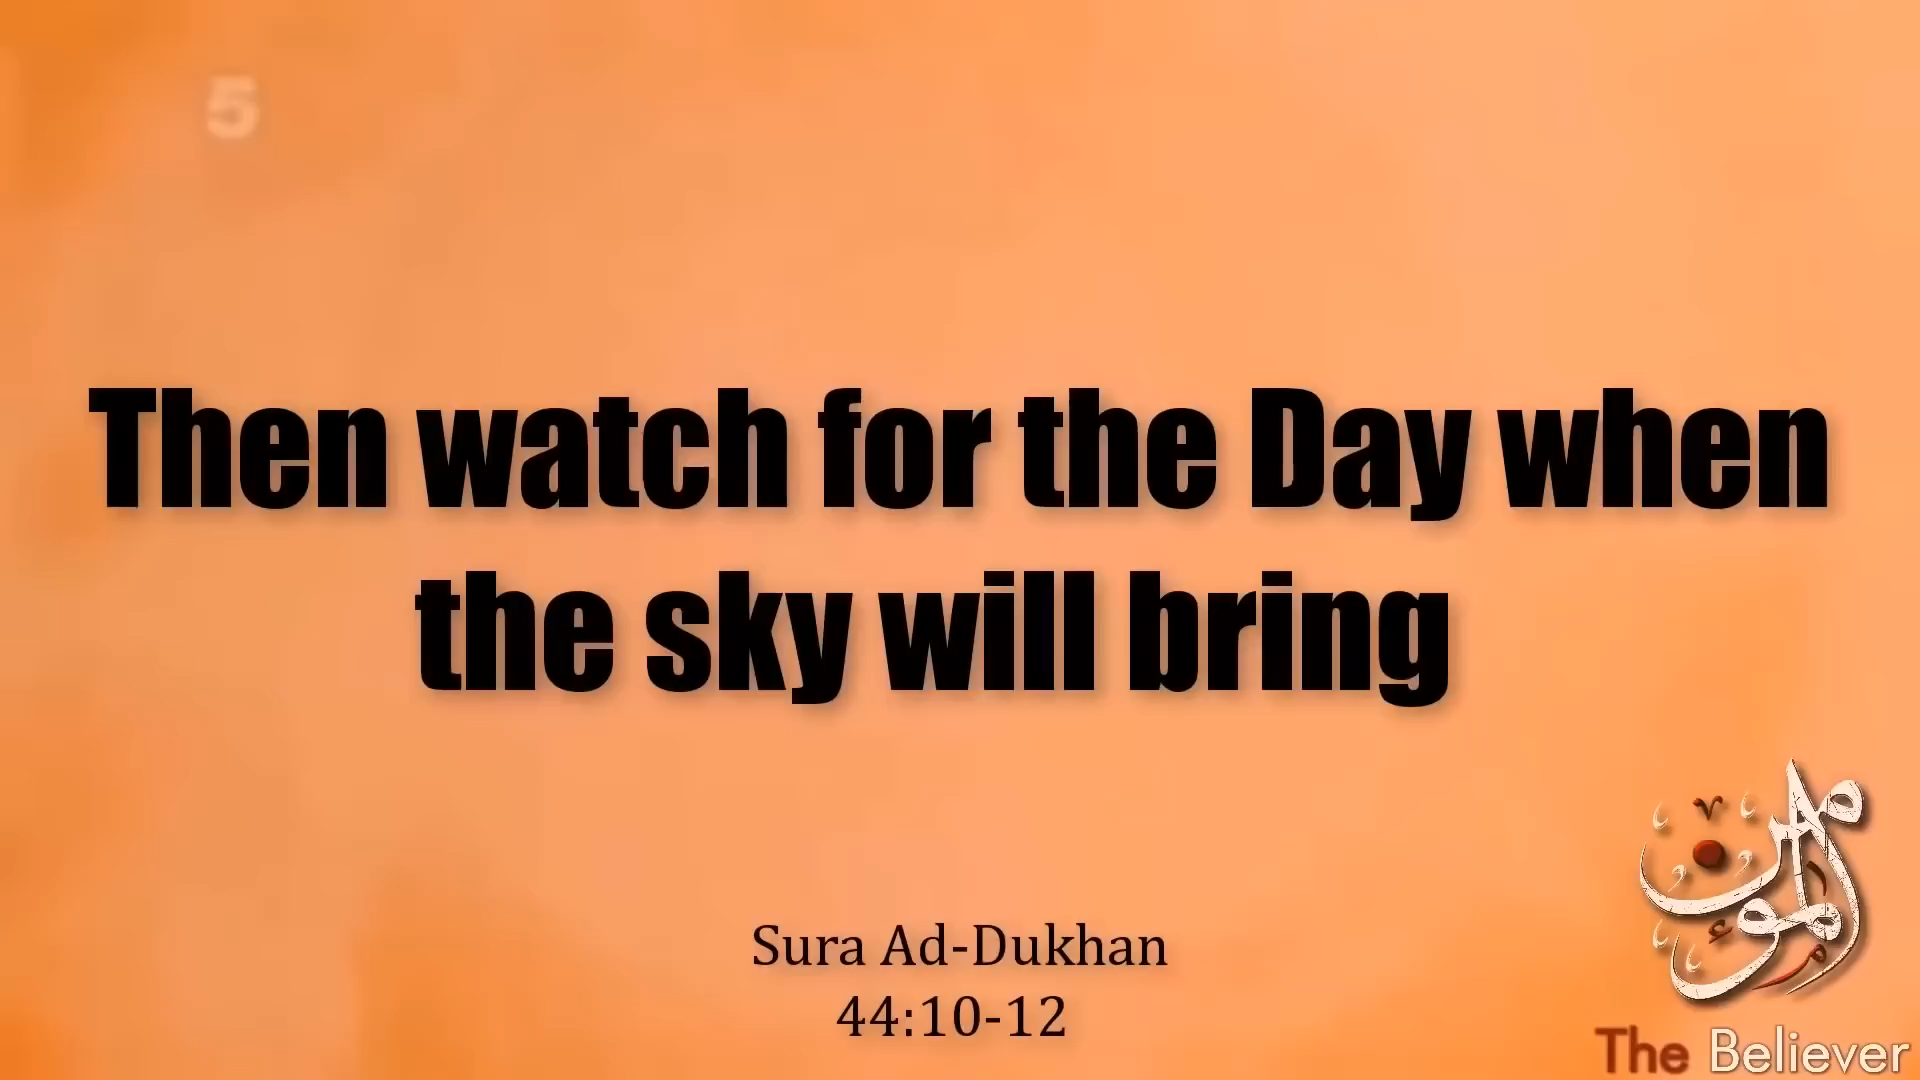 5
Then watch for the Day when
the sky will bring
Sura Ad-Dukhan
44:10-12
المؤمن
The Believer